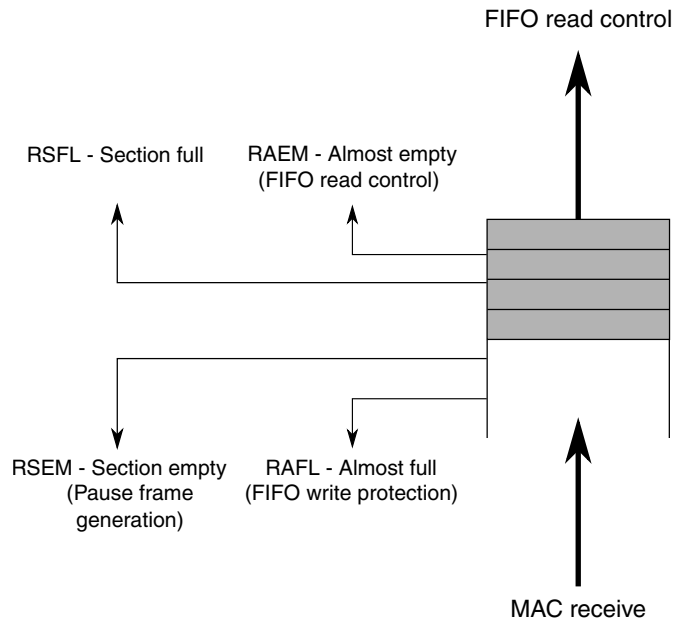 FIFO read control
RSFL - Section full
RAEM - Almost empty
(FIFO read control)
RSEM - Section empty
(Pause frame
generation)
RAFL - Almost full
(FIFO write protection)
MAC receive